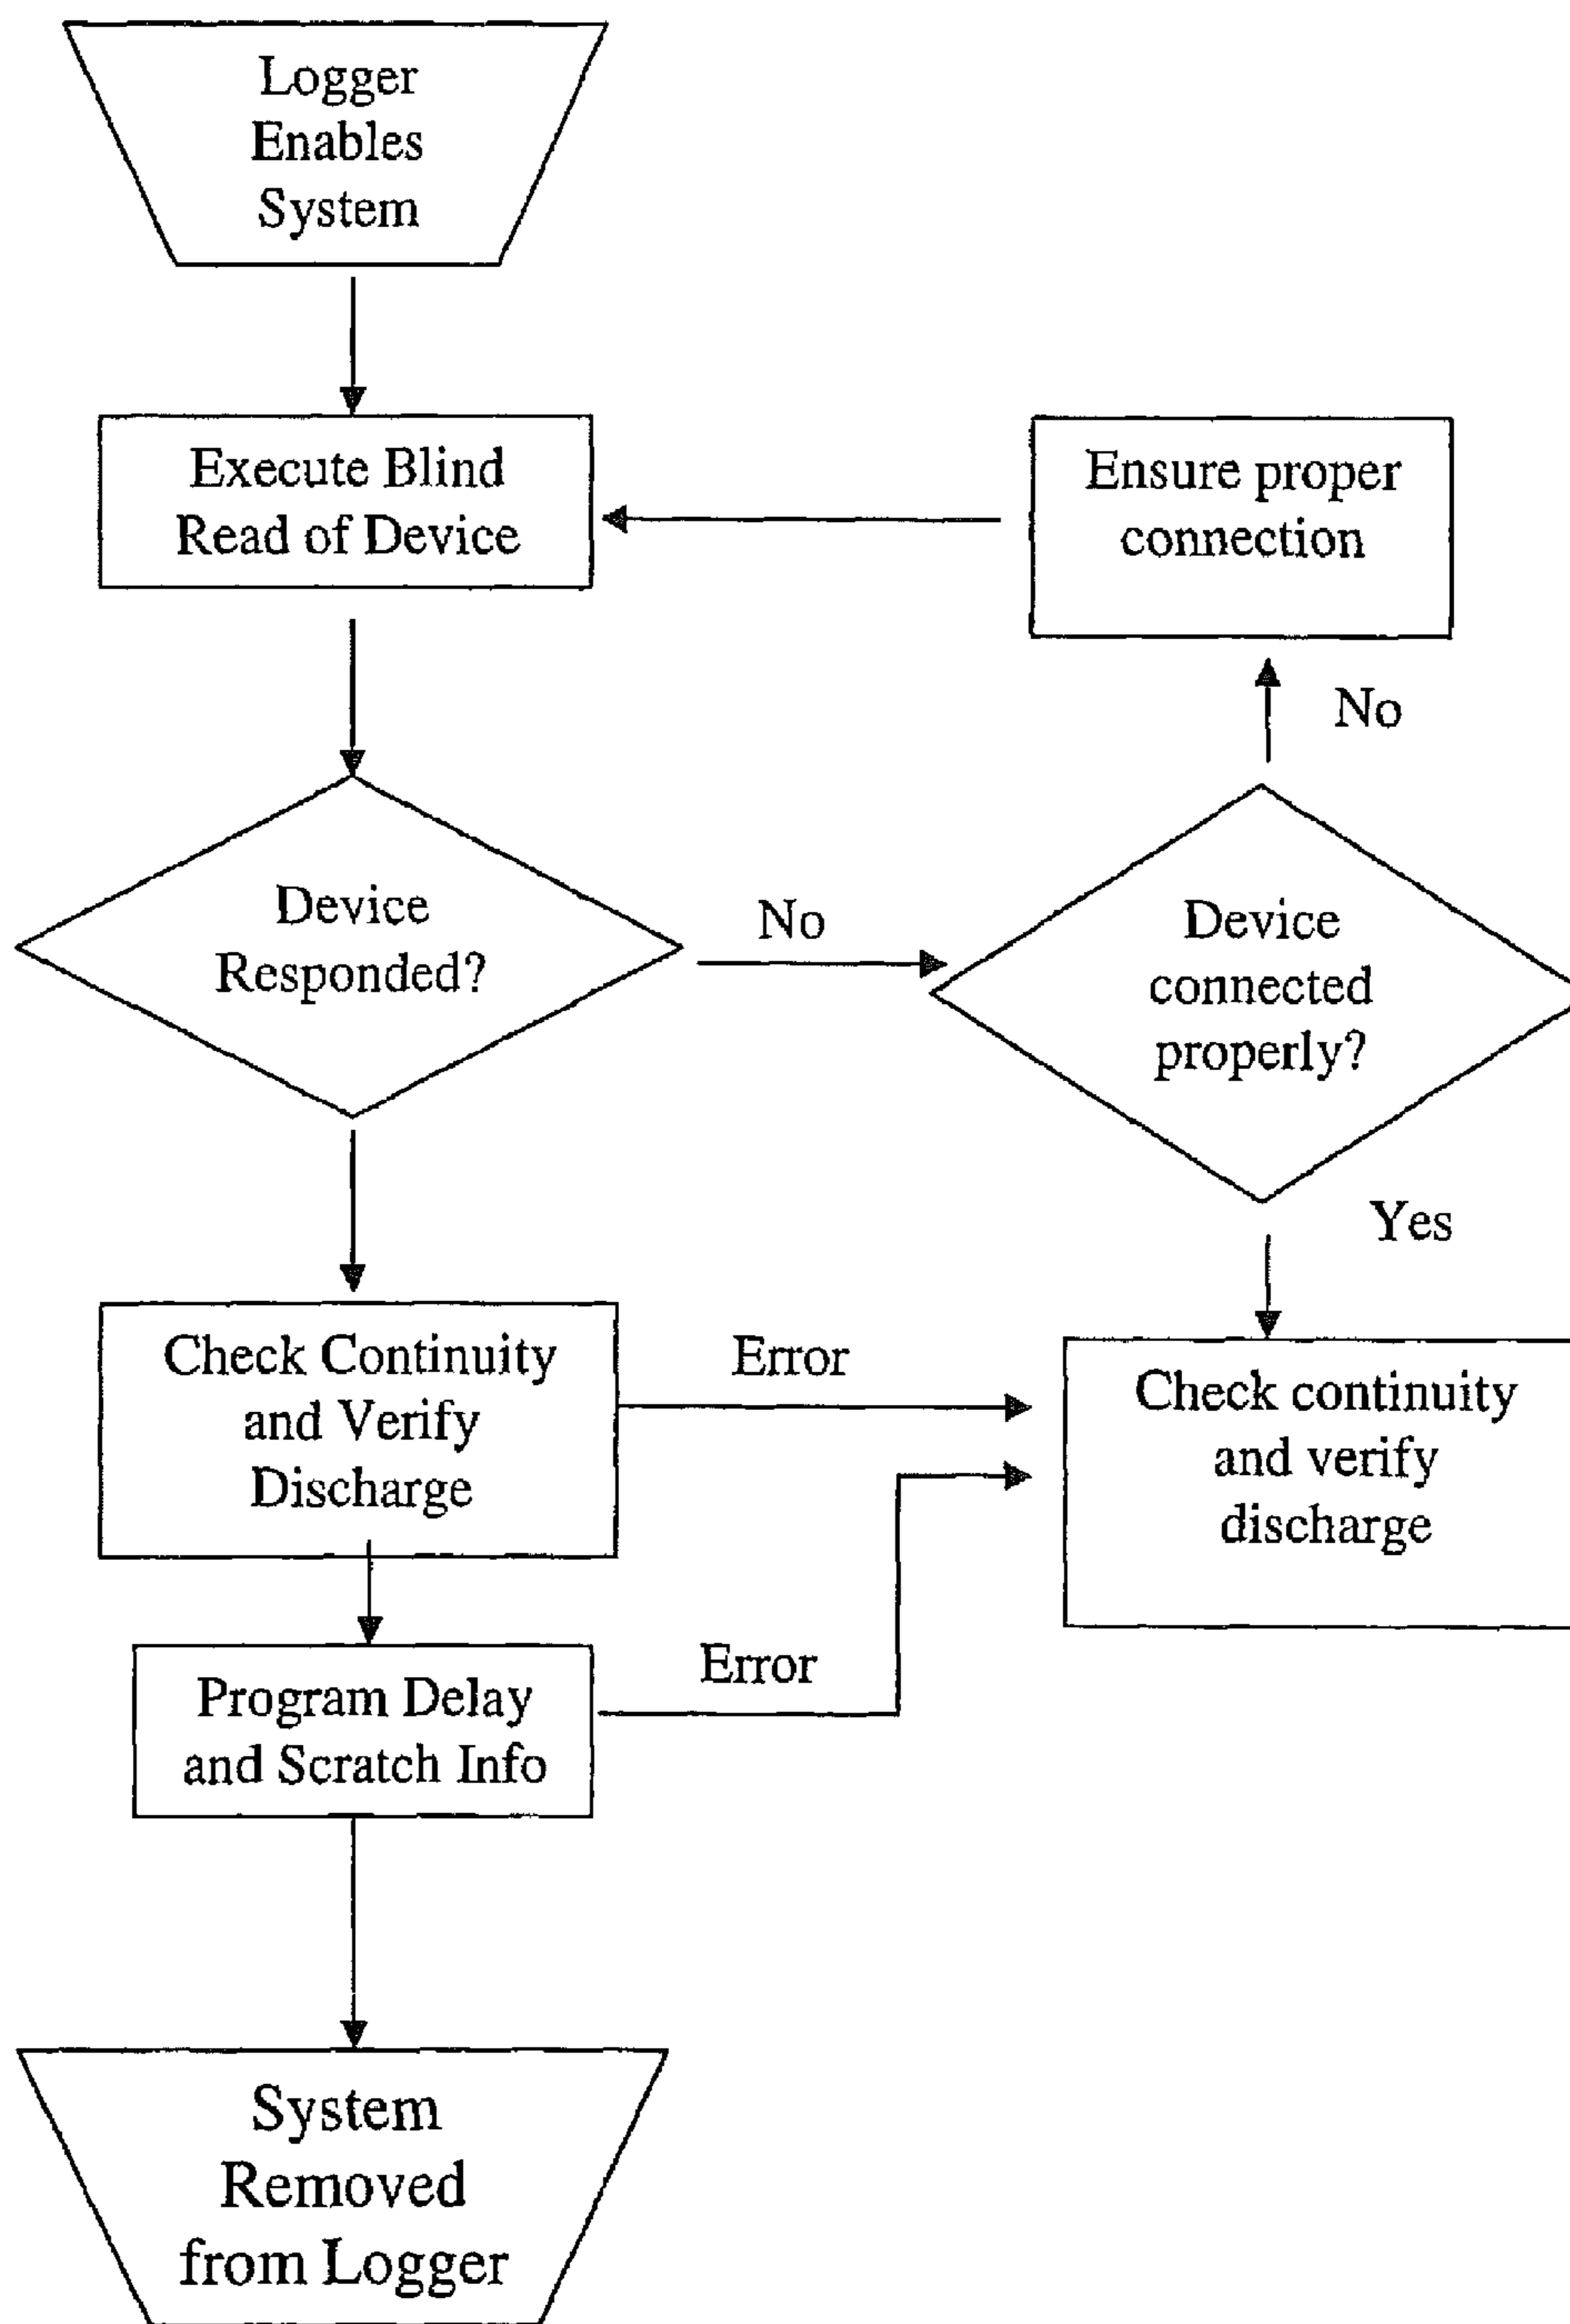 Logger
Enables
System
Execute Blind
Read of Device
Ensure proper
connection
No
Device
Responded?
No
Device
connected
properly?
Yes
Check Continuity
and Verify
Discharge
Error
Check continuity
and verify
discharge
Program Delay
and Scratch Info
Error
System
Removed
from Logger